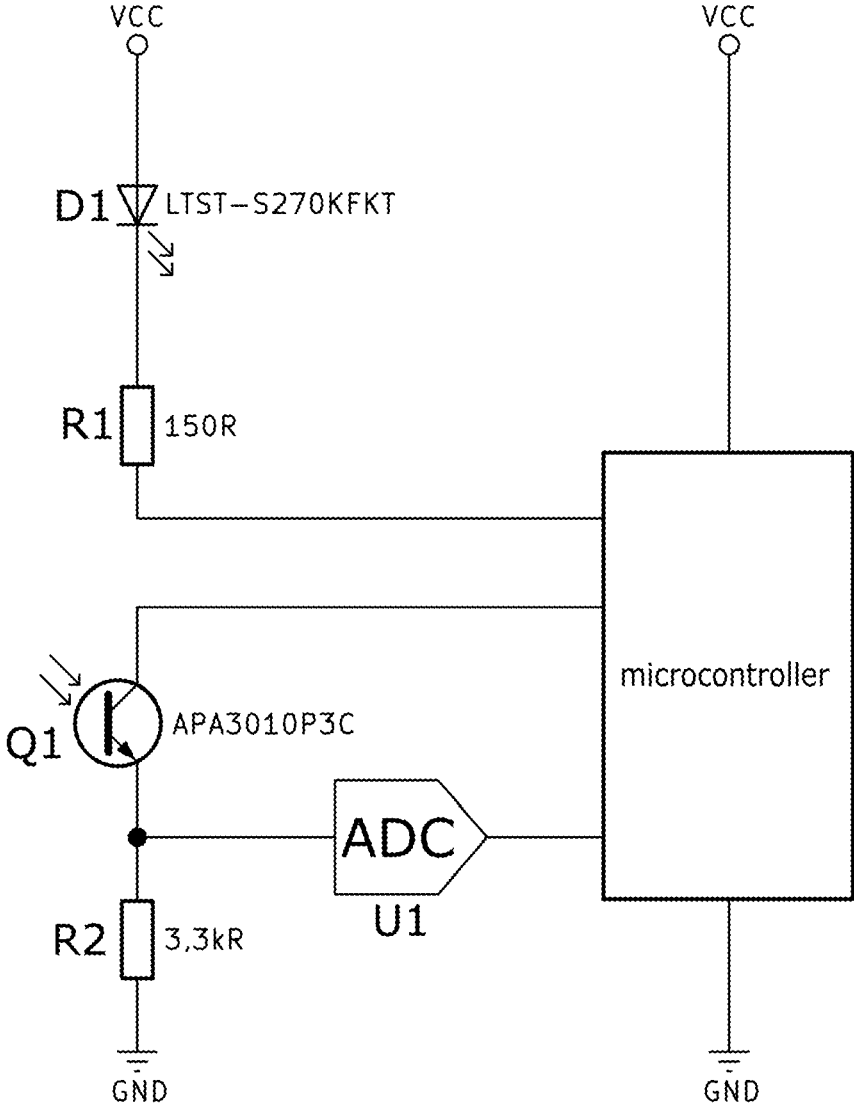 VCC
VCC
D1 LTST-S270KFKT
R1 150R
microcontroller
Q1 APA3010P3C
ADC
U1
R2 3,3kR
GND
GND